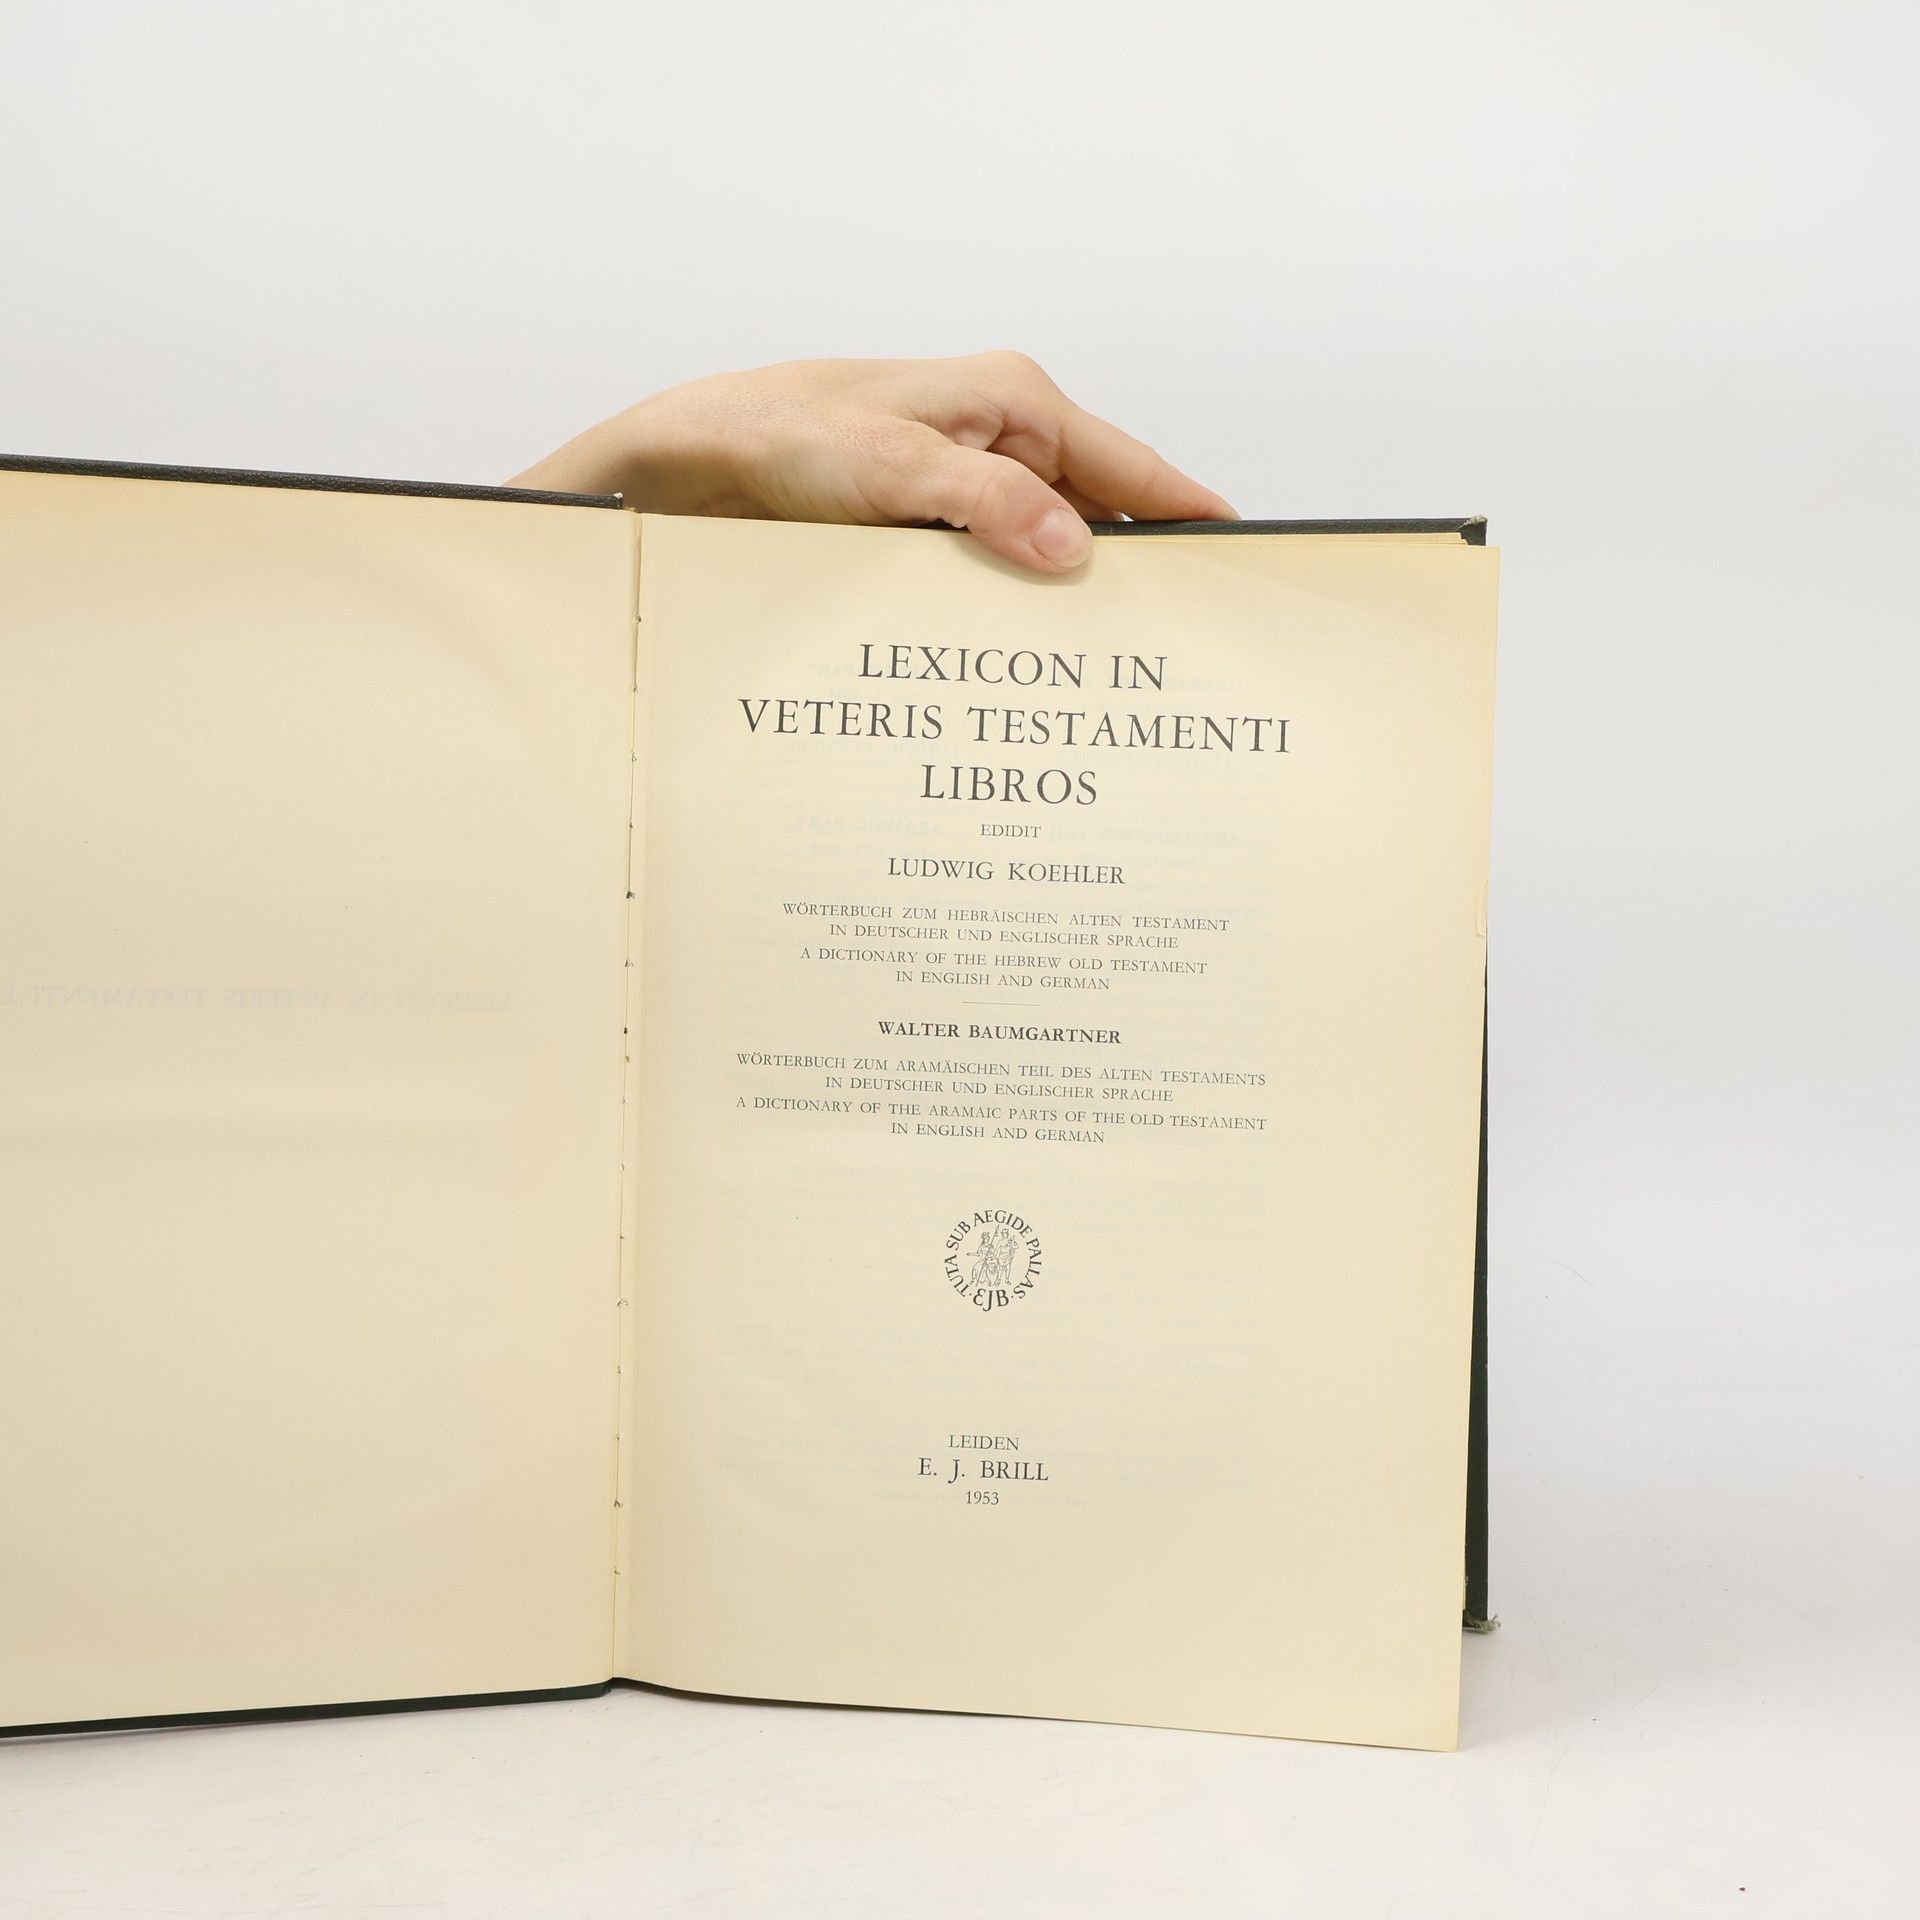 LEXICON IN
VETERIS TESTAMENTI
LIBROS
EDIDIT
LUDWIG KOEHLER
WÖRTERBUCH ZUM HEBRÄISCHEN ALTEN TESTAMENT
IN DEUTSCHER UND ENGLISCHER SPRACHE
A DICTIONARY OF THE HEBREW OLD TESTAMENT
IN ENGLISH AND GERMAN
WALTER BAUMGARTNER
WÖRTERBUCH ZUM ARAMÄISCHEN TEIL DES ALTEN TESTAMENTS
IN DEUTSCHER UND ENGLISCHER SPRACHE
A DICTIONARY OF THE ARAMAIC PARTS OF THE OLD TESTAMENT
IN ENGLISH AND GERMAN
TUTA SUB AEGIDE PALLAS · EJB ·
LEIDEN
E. J. BRILL
1953